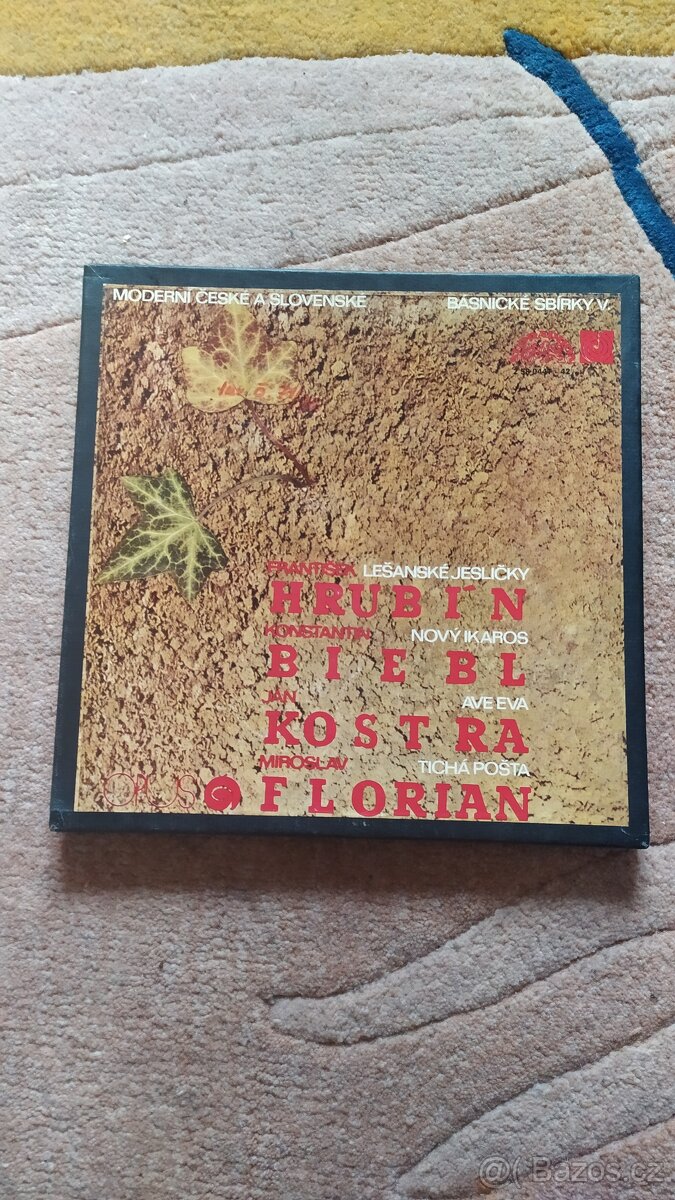 MODERNÍ ČESKÉ A SLOVENSKÉ BÁSNICKÉ SBÍRKY V.
FRANTIŠEK LEŠANSKÉ JESLIČKY
HRUBÍN
KONSTANTIN NOVÝ IKAROS
BIEBL
JÁN AVE EVA
KOSTRA
MIROSLAV TICHÁ POŠTA
OPUS FLORIAN
Bazos.cz